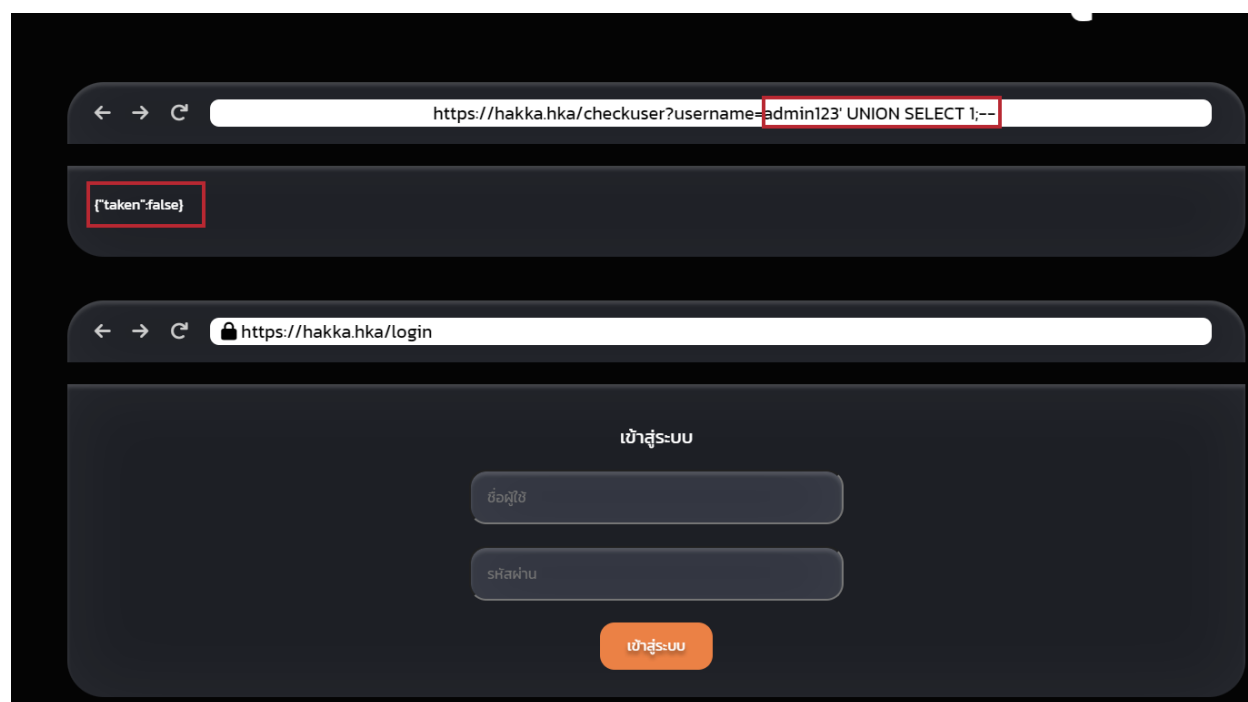 https://hakka.hka/checkuser?username=admin123' UNION SELECT 1;--
{"taken":false}
https://hakka.hka/login
เข้าสู่ระบบ
ชื่อผู้ใช้
รหัสผ่าน
เข้าสู่ระบบ